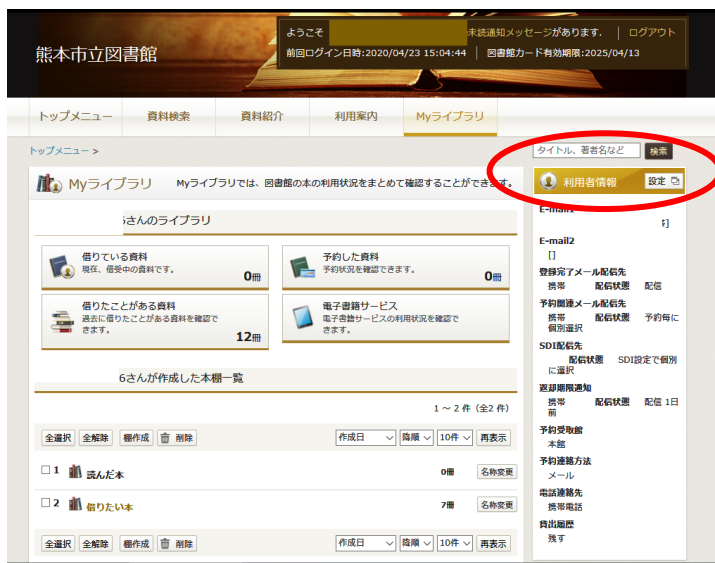 ようこそ 未読通知メッセージがあります. | ログアウト
熊本市立図書館
前回ログイン日時:2020/04/23 15:04:44 | 図書館カード有効期限:2025/04/13
トップメニュー 資料検索 資料紹介 利用案内 Myライブラリ
トップメニュー >
タイトル、著者名など 検索
Myライブラリ Myライブラリでは、図書館の本の利用状況をまとめて確認することができます。
利用者情報 設定
さんのライブラリ
借りている資料
現在、借受中の資料です。
0冊
予約した資料
予約状況を確認できます。
0冊
借りたことがある資料
過去に借りたことがある資料を確認できます。
12冊
電子書籍サービス
電子書籍サービスの利用状況を確認できます。
6さんが作成した本棚一覧
1 ～ 2 件 (全2 件)
全選択 全解除 棚作成 削除 作成日 降順 10件 再表示
1 読んだ本 0冊 名称変更
2 借りたい本 7冊 名称変更
全選択 全解除 棚作成 削除 作成日 降順 10件 再表示
E-mail1
]
E-mail2
[]
登録完了メール配信先
携帯 配信状態 配信
予約関連メール配信先
携帯 配信状態 予約毎に
個別選択
SDI配信先
配信状態 SDI設定で個別
に選択
返却期限通知
携帯 配信状態 配信 1日
前
予約受取館
本館
予約連絡方法
メール
電話連絡先
携帯電話
貸出履歴
残す